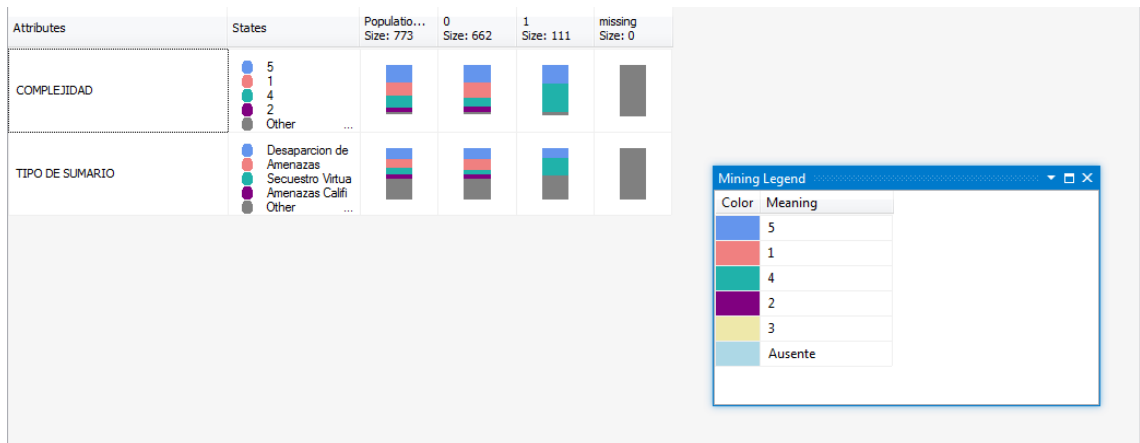 Attributes
States
Populatio...
Size: 773
0
Size: 662
1
Size: 111
missing
Size: 0
COMPLEJIDAD
5
1
4
2
Other ...
TIPO DE SUMARIO
Desaparcion de
Amenazas
Secuestro Virtua
Amenazas Califi
Other ...
Mining Legend
Color Meaning
5
1
4
2
3
Ausente